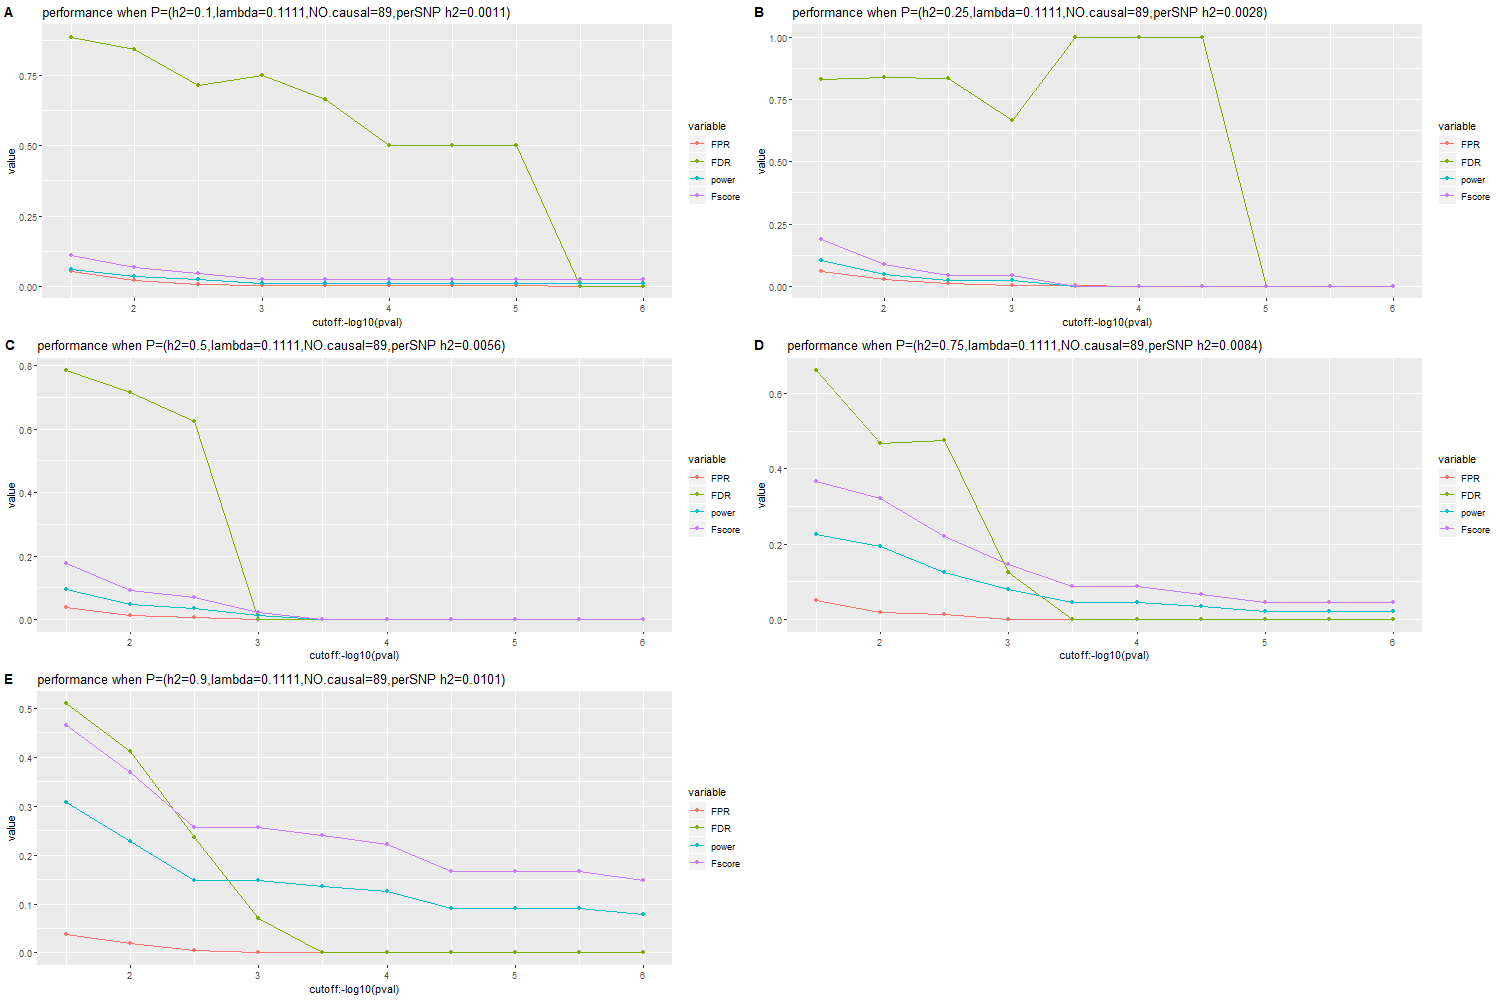 A performance when P=(h2=0.1,lambda=0.1111,NO.causal=89,perSNP h2=0.0011)
value
0.75
0.50
0.25
0.00
2 3 4 5 6
cutoff:-log10(pval)
variable
FPR
FDR
power
Fscore
B performance when P=(h2=0.25,lambda=0.1111,NO.causal=89,perSNP h2=0.0028)
value
1.00
0.75
0.50
0.25
0.00
2 3 4 5 6
cutoff:-log10(pval)
variable
FPR
FDR
power
Fscore
C performance when P=(h2=0.5,lambda=0.1111,NO.causal=89,perSNP h2=0.0056)
value
0.8
0.6
0.4
0.2
0.0
2 3 4 5 6
cutoff:-log10(pval)
variable
FPR
FDR
power
Fscore
D performance when P=(h2=0.75,lambda=0.1111,NO.causal=89,perSNP h2=0.0084)
value
0.6
0.4
0.2
0.0
2 3 4 5 6
cutoff:-log10(pval)
variable
FPR
FDR
power
Fscore
E performance when P=(h2=0.9,lambda=0.1111,NO.causal=89,perSNP h2=0.0101)
value
0.5
0.4
0.3
0.2
0.1
0.0
2 3 4 5 6
cutoff:-log10(pval)
variable
FPR
FDR
power
Fscore